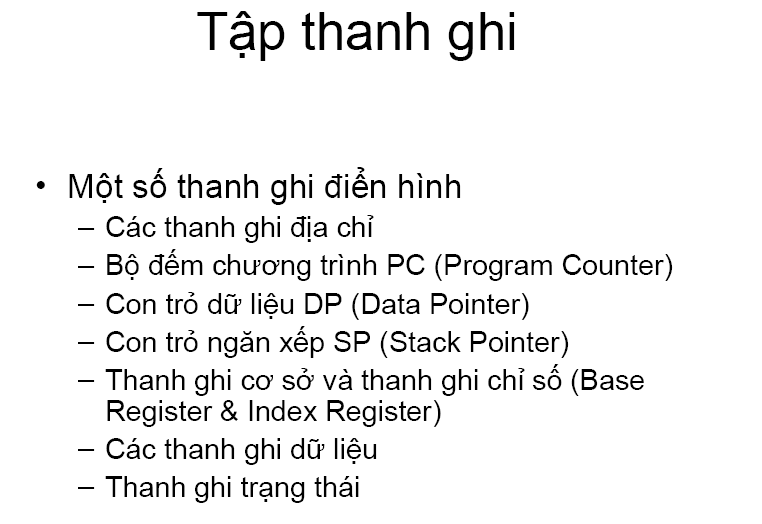 Tập thanh ghi
• Một số thanh ghi điển hình
– Các thanh ghi địa chỉ
– Bộ đếm chương trình PC (Program Counter)
– Con trỏ dữ liệu DP (Data Pointer)
– Con trỏ ngăn xếp SP (Stack Pointer)
– Thanh ghi cơ sở và thanh ghi chỉ số (Base
Register & Index Register)
– Các thanh ghi dữ liệu
– Thanh ghi trạng thái